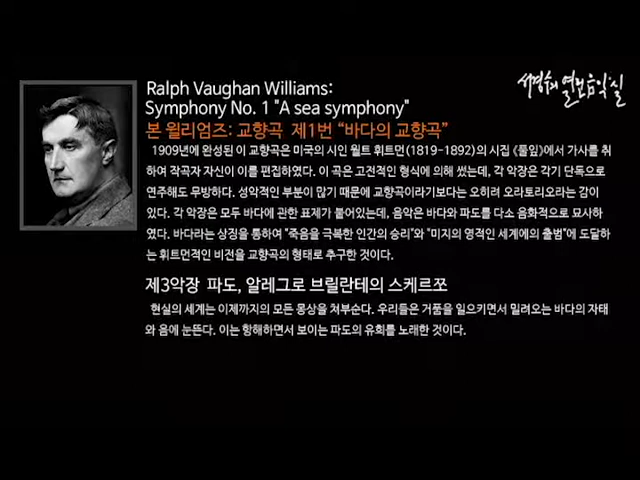 서경수의 열린음악실
Ralph Vaughan Williams:
Symphony No. 1 "A sea symphony"
본 윌리엄즈: 교향곡 제1번 “바다의 교향곡”
1909년에 완성된 이 교향곡은 미국의 시인 월트 휘트먼(1819-1892)의 시집 《풀잎》에서 가사를 취
하여 작곡자 자신이 이를 편집하였다. 이 곡은 고전적인 형식에 의해 썼는데, 각 악장은 각기 단독으로
연주해도 무방하다. 성악적인 부분이 많기 때문에 교향곡이라기보다는 오히려 오라토리오라는 감이
있다. 각 악장은 모두 바다에 관한 표제가 붙어있는데, 음악은 바다와 파도를 다소 음화적으로 묘사하
였다. 바다라는 상징을 통하여 "죽음을 극복한 인간의 승리"와 "미지의 영적인 세계에의 출범"에 도달하
는 휘트먼적인 비전을 교향곡의 형태로 추구한 것이다.
제3악장 파도, 알레그로 브릴란테의 스케르쪼
현실의 세계는 이제까지의 모든 몽상을 쳐부순다. 우리들은 거품을 일으키면서 밀려오는 바다의 자태
와 음에 눈뜬다. 이는 항해하면서 보이는 파도의 유희를 노래한 것이다.